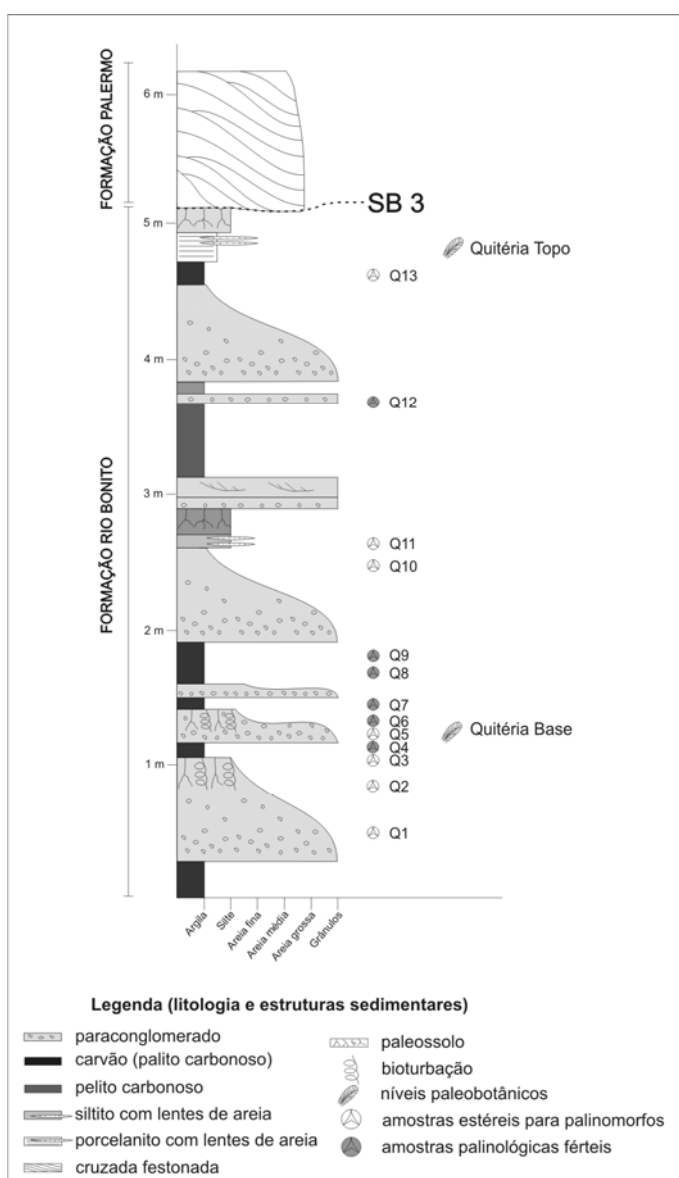 FORMAÇÃO PALERMO
FORMAÇÃO RIO BONITO
6 m
5 m
4 m
3 m
2 m
1 m
SB 3
Quitéria Topo
Q13
Q12
Q11
Q10
Q9
Q8
Q7
Q6
Q5
Quitéria Base
Q4
Q3
Q2
Q1
Argila
Silte
Areia fina
Areia média
Areia grossa
Grânulos
Legenda (litologia e estruturas sedimentares)
paraconglomerado
carvão (palito carbonoso)
pelito carbonoso
siltito com lentes de areia
porcelanito com lentes de areia
cruzada festonada
paleossolo
bioturbação
níveis paleobotânicos
amostras estéreis para palinomorfos
amostras palinológicas férteis